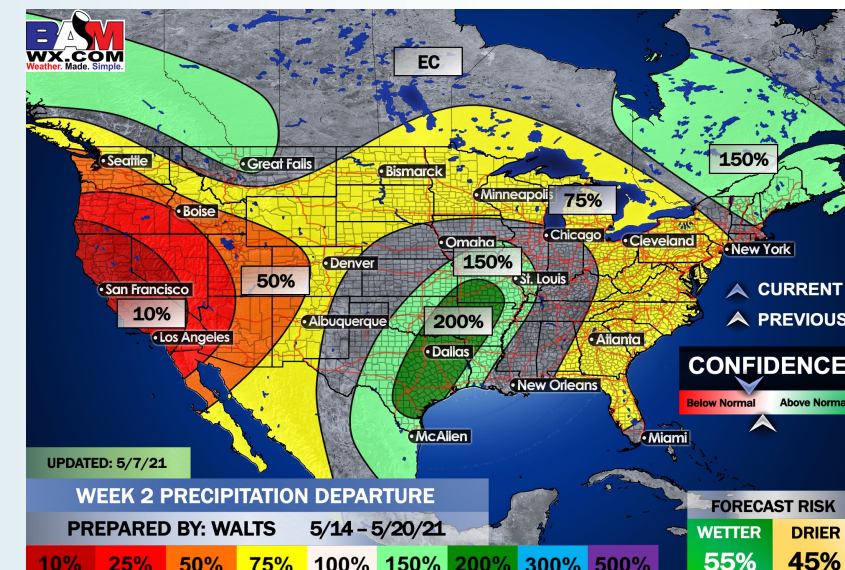 BAM
WX.COM
Weather. Made. Simple.
EC
150%
Seattle
Great Falls
Bismarck
Minneapolis
75%
Boise
Omaha
Chicago
Cleveland
New York
Denver
150%
50%
St. Louis
San Francisco
10%
Albuquerque
200%
Los Angeles
Dallas
Atlanta
New Orleans
McAllen
Miami
CURRENT
PREVIOUS
CONFIDENCE
Below Normal Above Norma
UPDATED: 5/7/21
WEEK 2 PRECIPITATION DEPARTURE
PREPARED BY: WALTS 5/14 – 5/20/21
10% 25% 50% 75% 100% 150% 200% 300% 500%
FORECAST RISK
WETTER DRIER
55% 45%